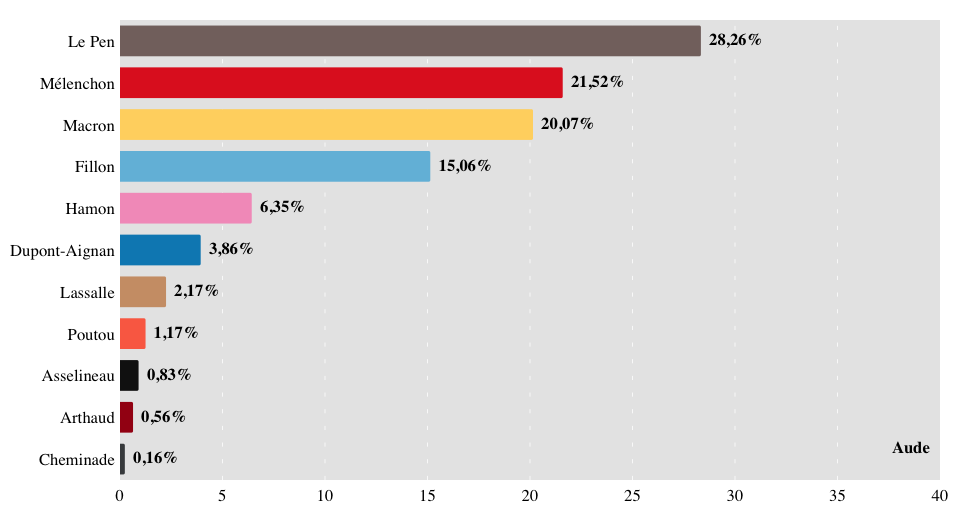 Le Pen 28,26%
Mélenchon 21,52%
Macron 20,07%
Fillon 15,06%
Hamon 6,35%
Dupont-Aignan 3,86%
Lassalle 2,17%
Poutou 1,17%
Asselineau 0,83%
Arthaud 0,56%
Aude
Cheminade 0,16%
0 5 10 15 20 25 30 35 40